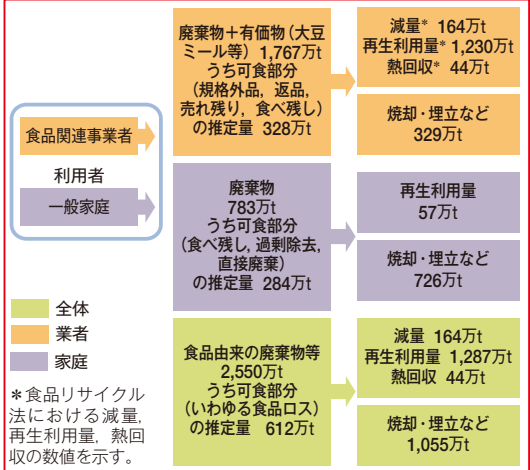 食品関連事業者
利用者
一般家庭
廃棄物＋有価物(大豆
ミール等) 1,767万t
うち可食部分
(規格外品, 返品,
売れ残り, 食べ残し)
の推定量 328万t
減量* 164万t
再生利用量* 1,230万t
熱回収* 44万t
焼却・埋立など
329万t
廃棄物
783万t
うち可食部分
(食べ残し, 過剰除去,
直接廃棄)
の推定量 284万t
再生利用量
57万t
焼却・埋立など
726万t
食品由来の廃棄物等
2,550万t
うち可食部分
(いわゆる食品ロス)
の推定量 612万t
減量 164万t
再生利用量 1,287万t
熱回収 44万t
焼却・埋立など
1,055万t
全体
業者
家庭
＊食品リサイクル
法における減量,
再生利用量, 熱回
収の数値を示す。